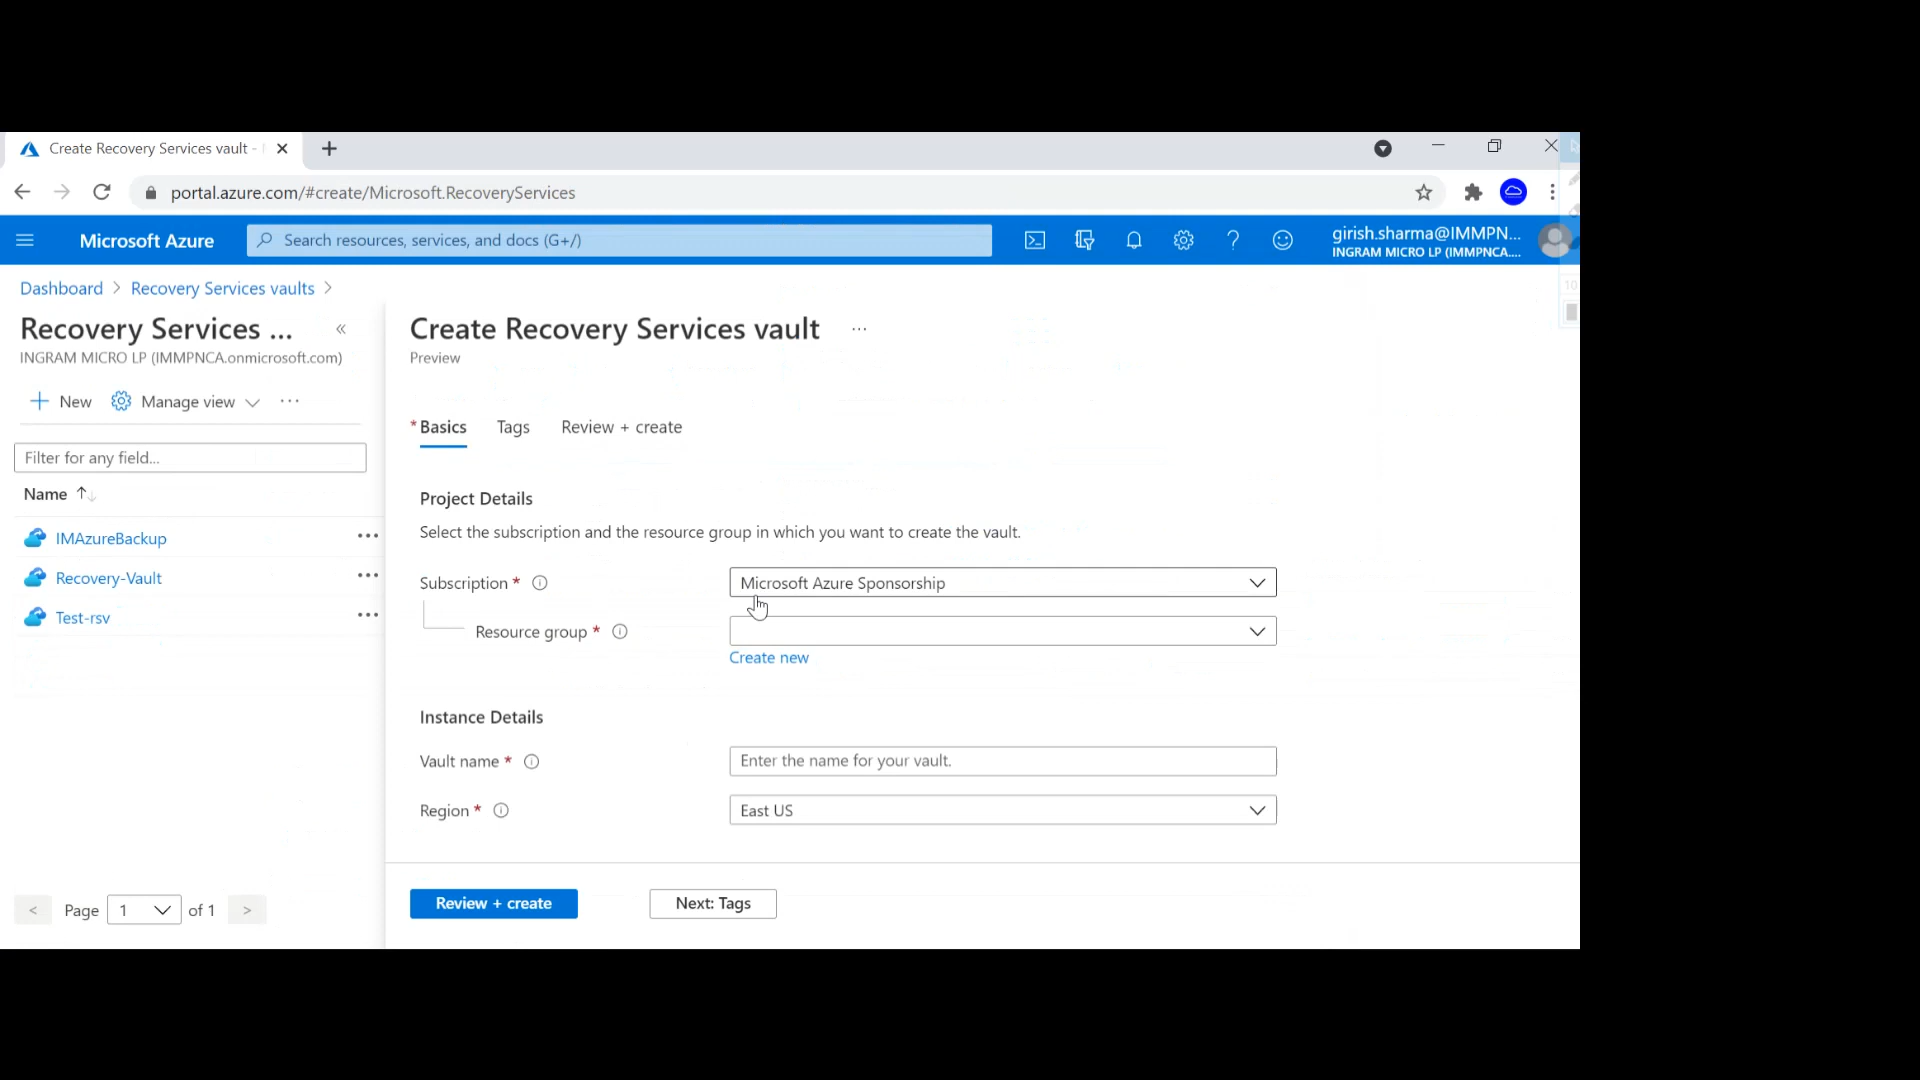 Create Recovery Services vault -
portal.azure.com/#create/Microsoft.RecoveryServices
Microsoft Azure
Search resources, services, and docs (G+/)
girish.sharma@IMMPN...
INGRAM MICRO LP (IMMPNCA....
Dashboard > Recovery Services vaults >
Recovery Services ...
INGRAM MICRO LP (IMMPNCA.onmicrosoft.com)
New
Manage view
Filter for any field...
Name
IMAzureBackup
Recovery-Vault
Test-rsv
< Page 1 of 1 >
Create Recovery Services vault ...
Preview
* Basics
Tags
Review + create
Project Details
Select the subscription and the resource group in which you want to create the vault.
Subscription *
Microsoft Azure Sponsorship
Resource group *
Create new
Instance Details
Vault name *
Enter the name for your vault.
Region *
East US
Review + create
Next: Tags
10